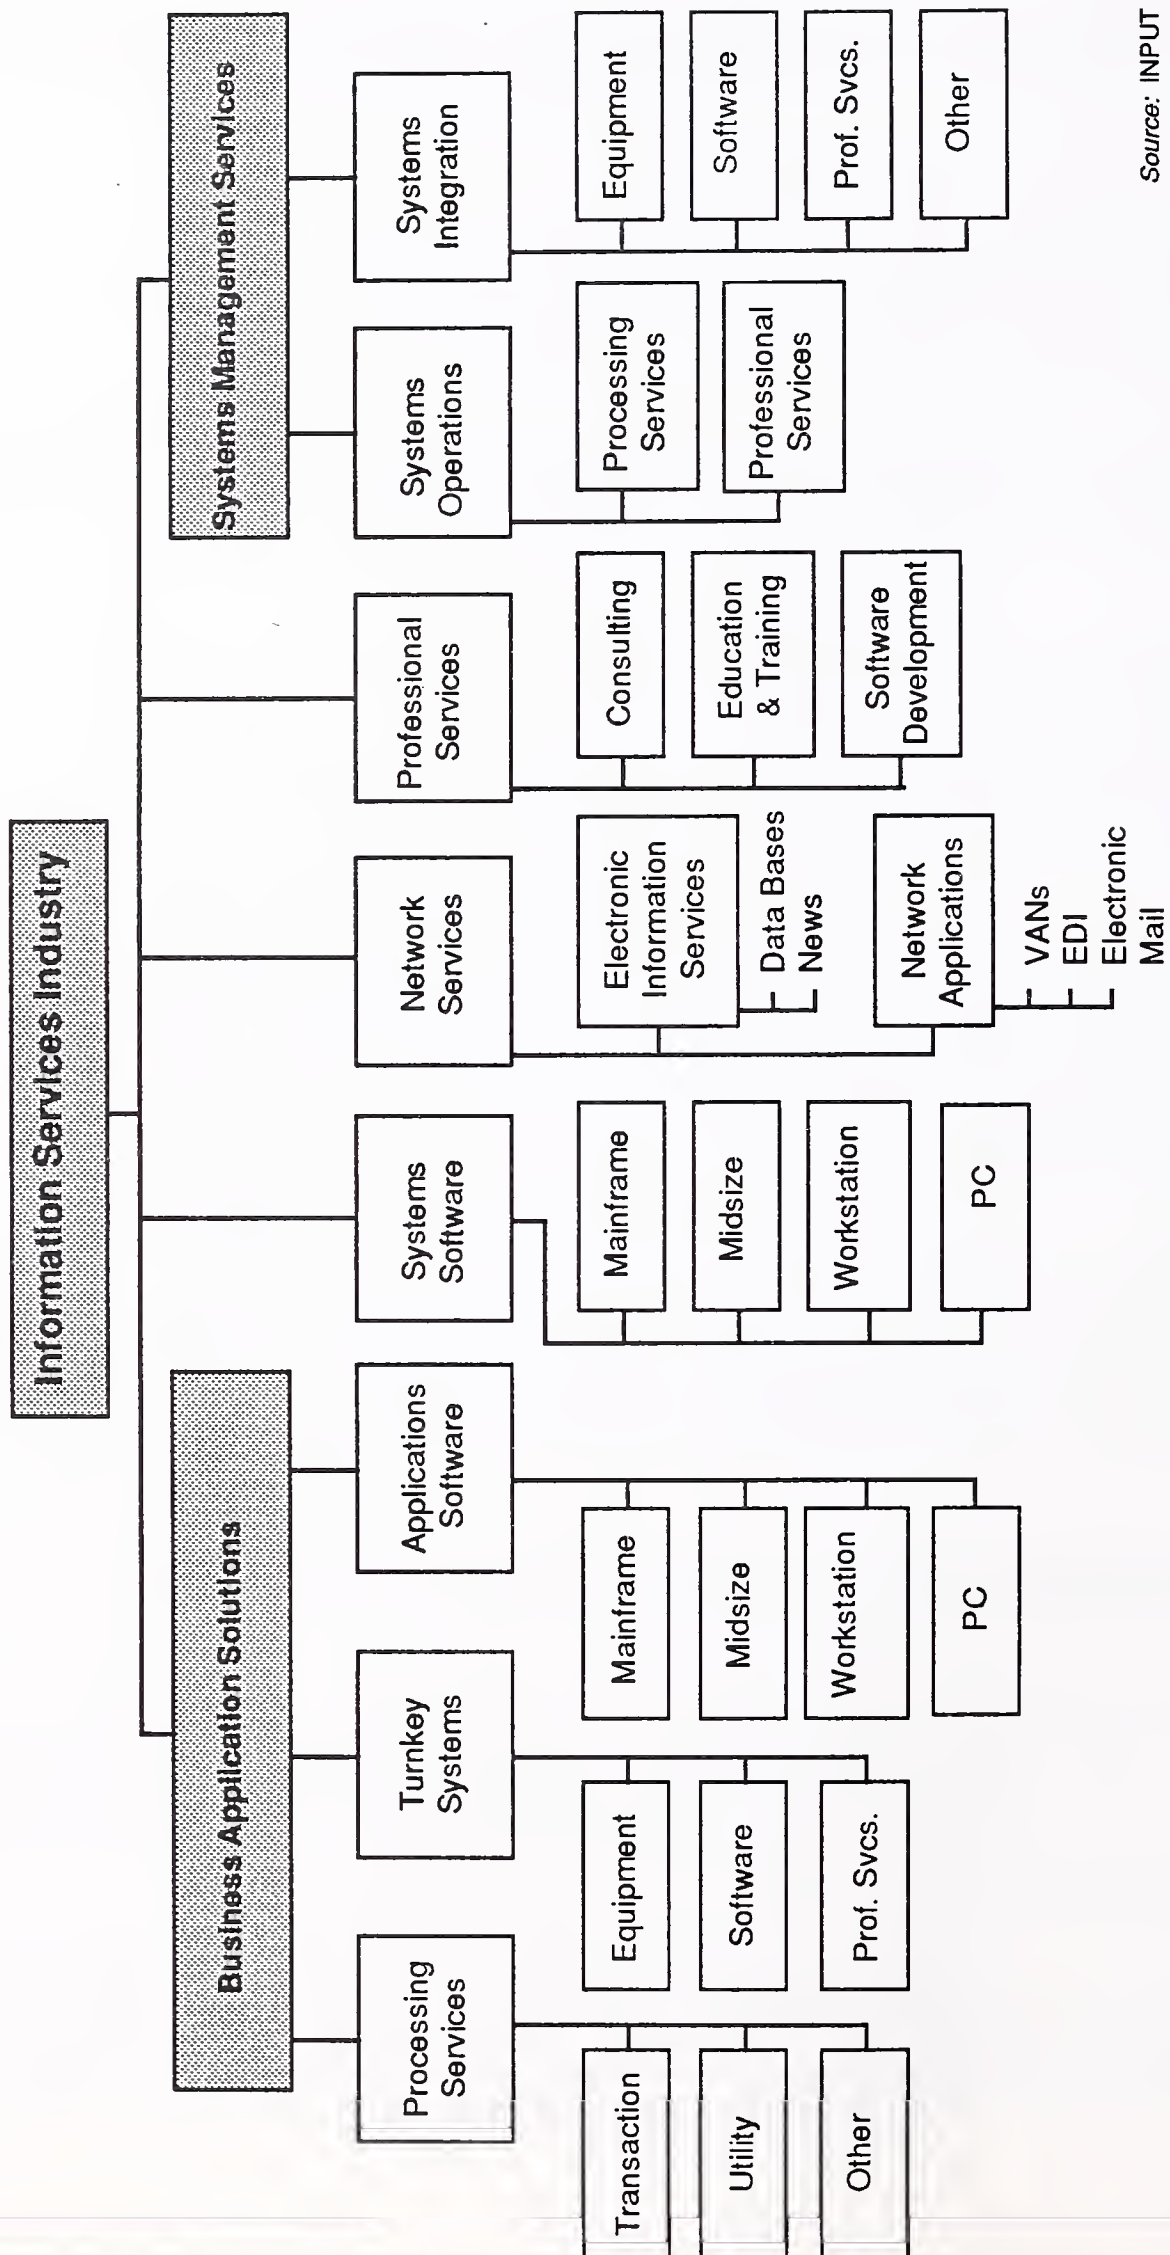 Information Services Industry
Business Application Solutions
Systems Management Services
Processing
Services
Turnkey
Systems
Applications
Software
Systems
Software
Network
Services
Professional
Services
Systems
Operations
Systems
Integration
Transaction
Utility
Other
Equipment
Software
Prof. Svcs.
Mainframe
Midsize
Workstation
PC
Mainframe
Midsize
Workstation
PC
Electronic
Information
Services
Data Bases
News
Network
Applications
VANs
EDI
Electronic
Mail
Consulting
Education
& Training
Software
Development
Processing
Services
Professional
Services
Equipment
Software
Prof. Svcs.
Other
Source: INPUT